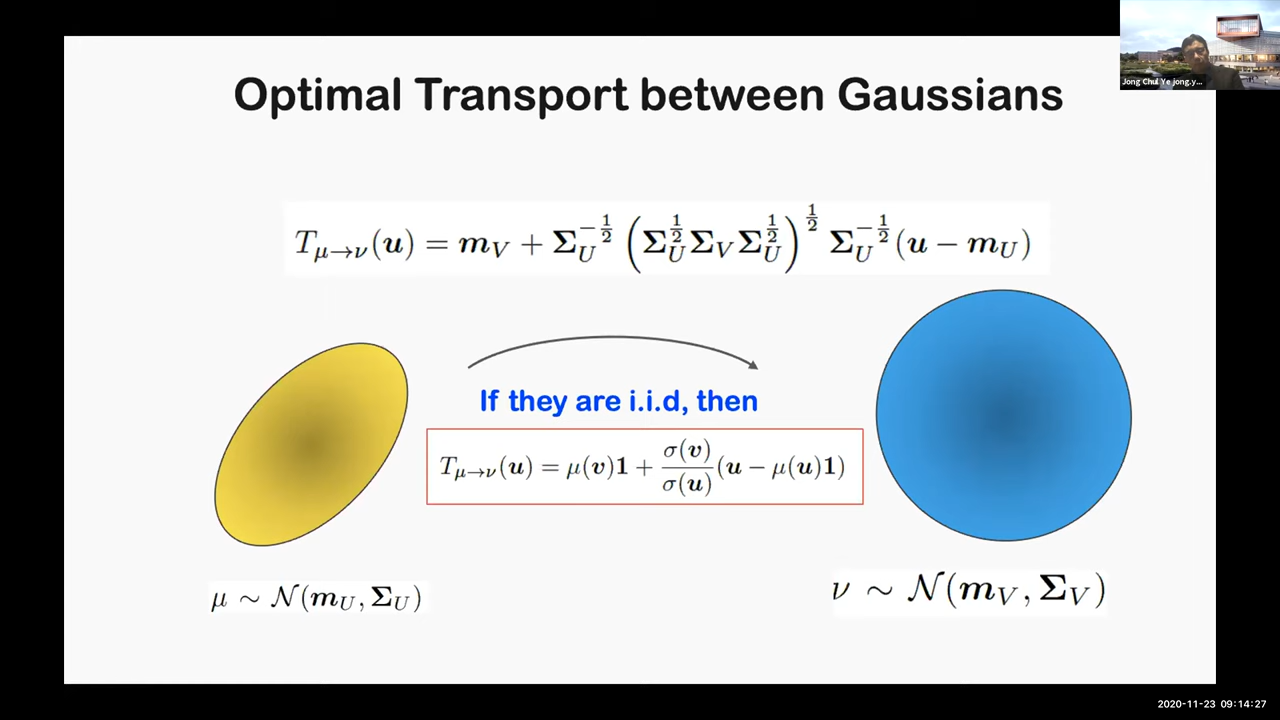 Jong Chul Ye jong.y...
Optimal Transport between Gaussians
T_{μ→ν}(u) = m_V + Σ_U^{-1/2} (Σ_U^{1/2} Σ_V Σ_U^{1/2})^{1/2} Σ_U^{-1/2} (u − m_U)
If they are i.i.d, then
T_{μ→ν}(u) = μ(v)1 + σ(v)/σ(u) (u − μ(u)1)
μ ~ N(m_U, Σ_U)
ν ~ N(m_V, Σ_V)
2020-11-23 09:14:27